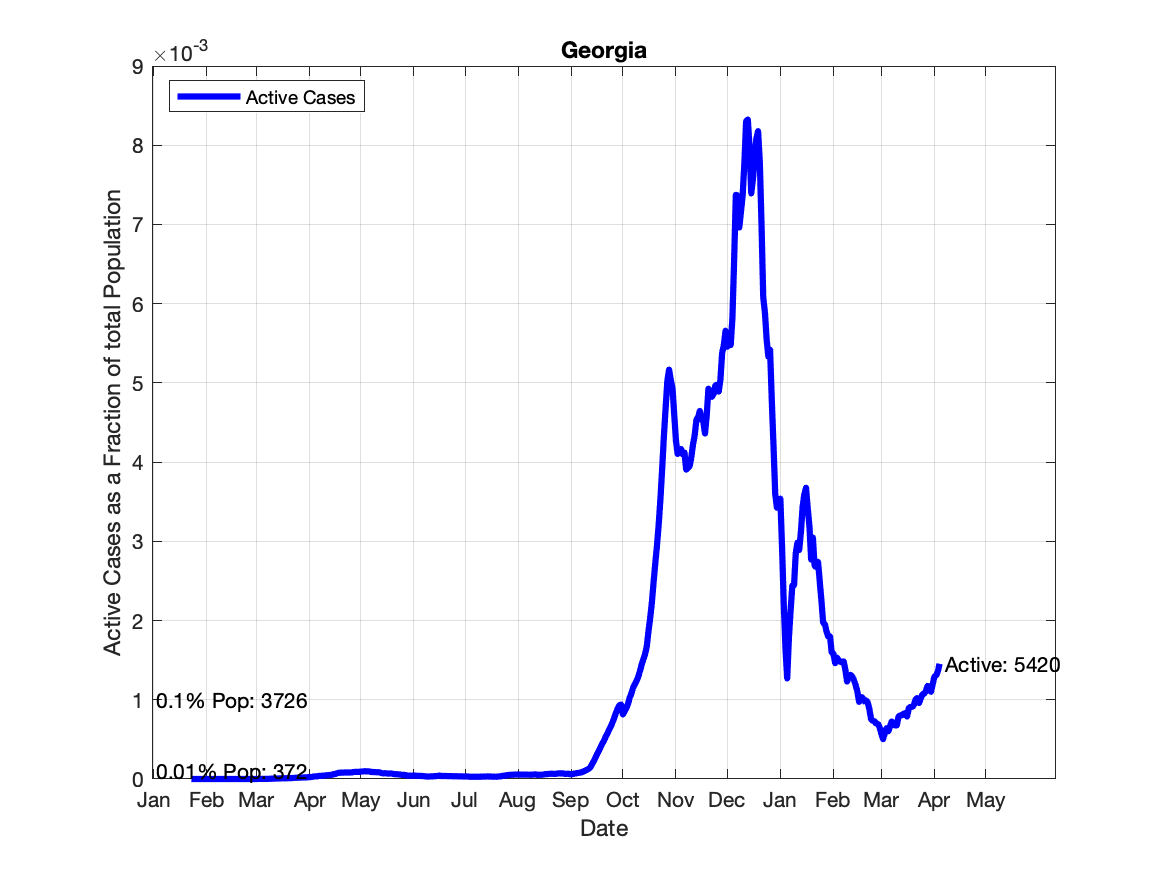 Georgia
×10-3
Active Cases
Active Cases as a Fraction of total Population
9
8
7
6
5
4
3
2
1
0
0.1% Pop: 3726
0.01% Pop: 372
Active: 5420
Jan Feb Mar Apr May Jun Jul Aug Sep Oct Nov Dec Jan Feb Mar Apr May
Date